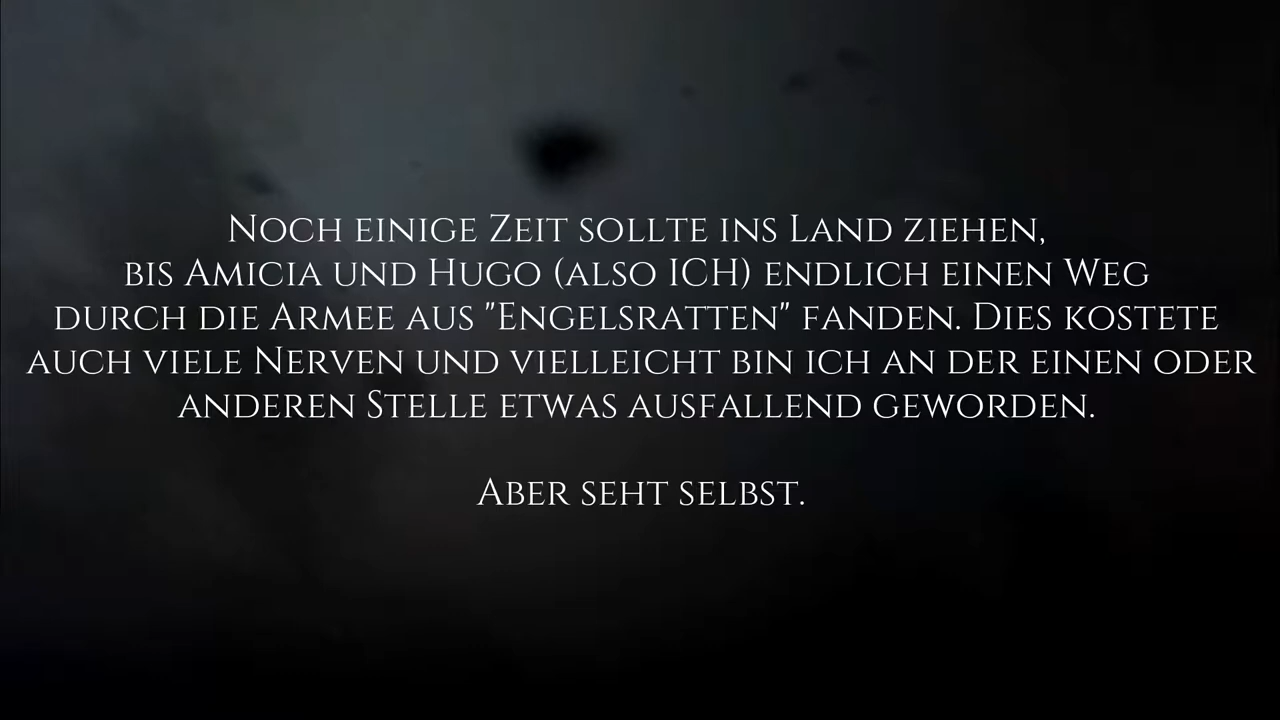 Noch einige Zeit sollte ins Land ziehen,
bis Amicia und Hugo (also ICH) endlich einen Weg
durch die Armee aus "Engelsratten" fanden. Dies kostete
auch viele Nerven und vielleicht bin ich an der einen oder
anderen Stelle etwas ausfallend geworden.
Aber seht selbst.